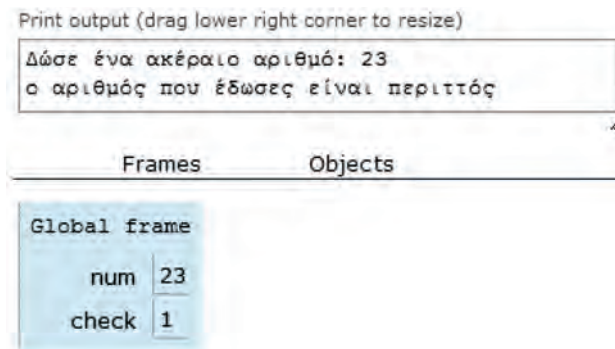 Print output (drag lower right corner to resize)
Δώσε ένα ακέραιο αριθμό: 23
ο αριθμός που έδωσες είναι περιττός
Frames Objects
Global frame
num 23
check 1